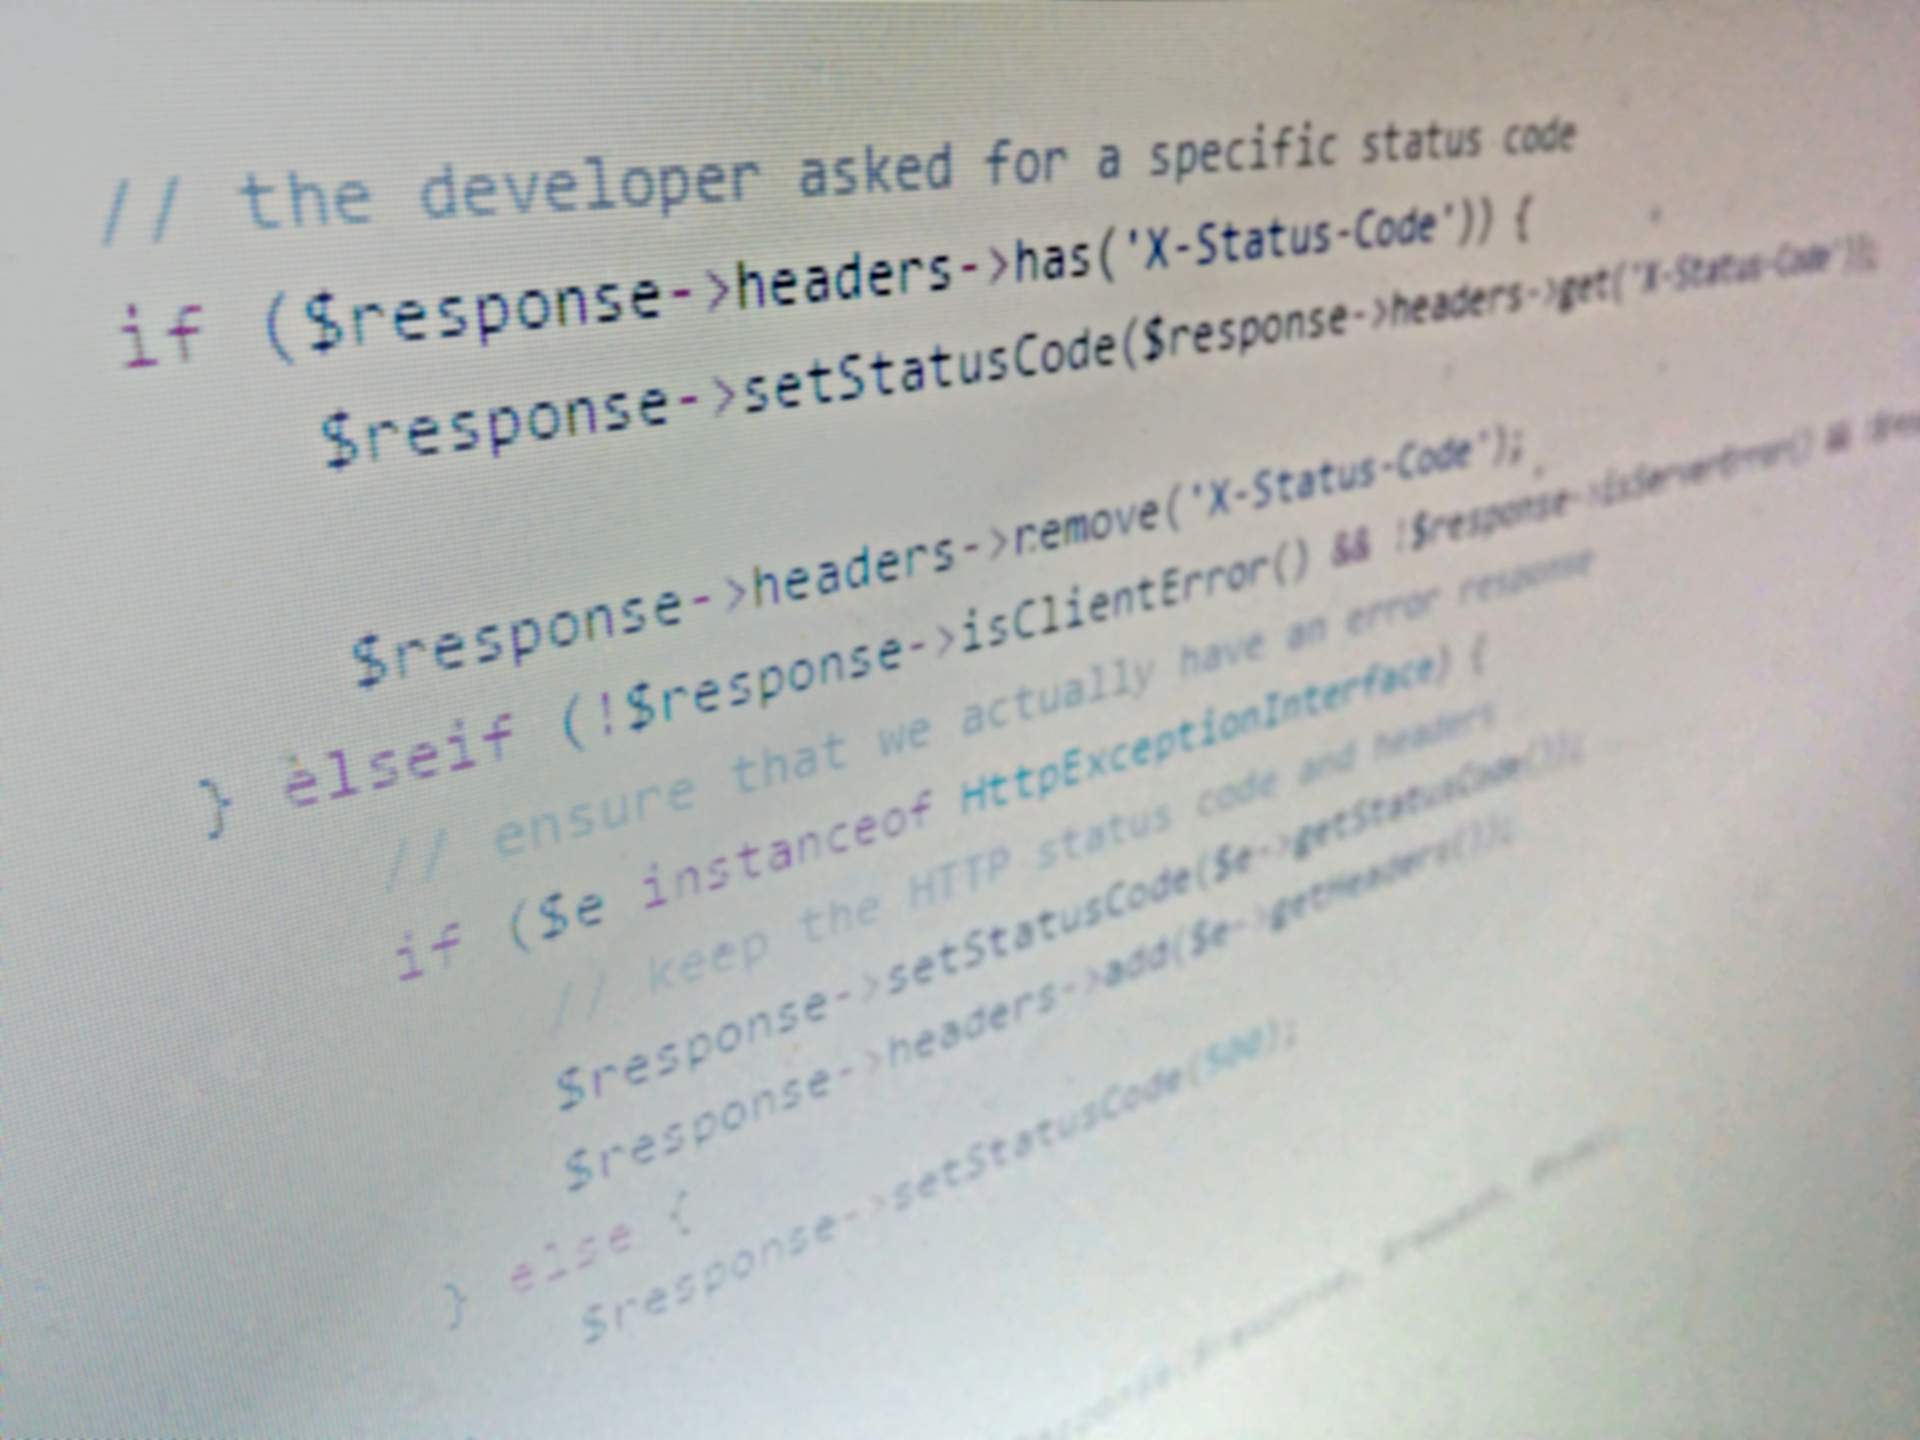 // the developer asked for a specific status code
if ($response->headers->has('X-Status-Code')) {
$response->setStatusCode($response->headers->get('X-Status-Code'));
$response->headers->remove('X-Status-Code');
} elseif (!$response->isClientError() && !$response->isServerError() &&
// ensure that we actually have an error response
if ($e instanceof HttpExceptionInterface) {
// keep the HTTP status code and headers
$response->setStatusCode($e->getStatusCode());
$response->headers->add($e->getHeaders());
} else {
$response->setStatusCode(500);